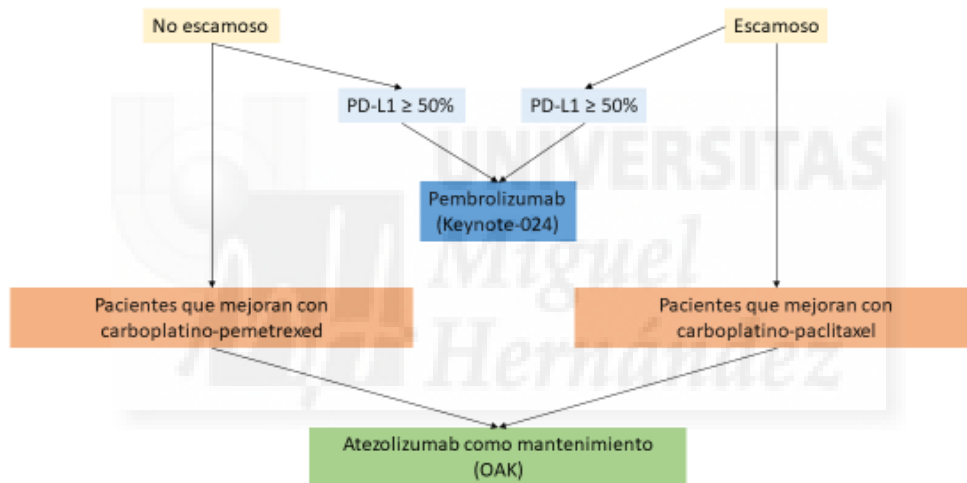 No escamoso
Escamoso
PD-L1 ≥ 50%
PD-L1 ≥ 50%
UNIVERSITAS
Pembrolizumab
(Keynote-024)
Miguel
Pacientes que mejoran con
carboplatino-pemetrexed
Pacientes que mejoran con
carboplatino-paclitaxel
Hernández
Atezolizumab como mantenimiento
(OAK)